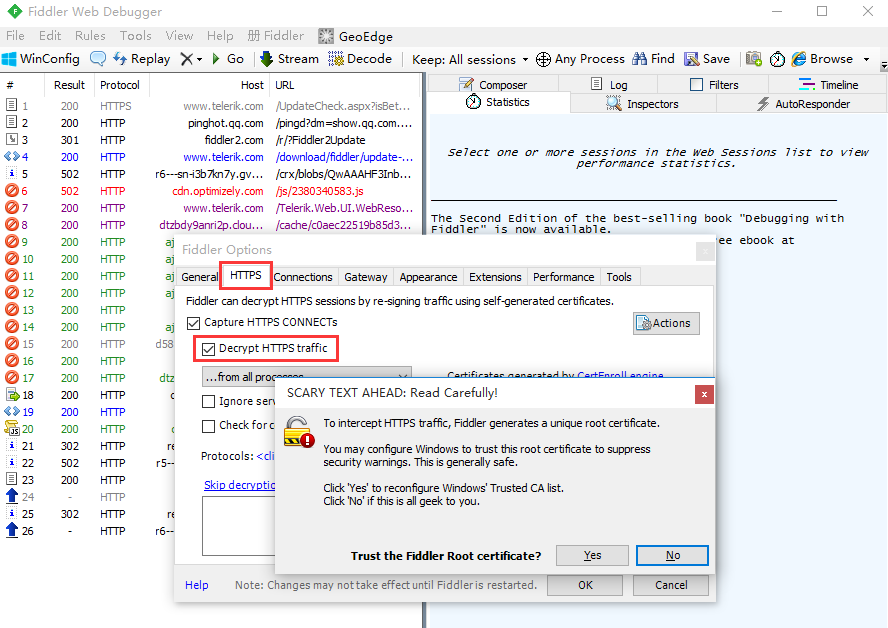 Fiddler Web Debugger
File Edit Rules Tools View Help Fiddler GeoEdge
WinConfig Replay Go Stream Decode Keep: All sessions Any Process Find Save Browse
# Result Protocol Host URL
1 200 HTTPS www.telerik.com /UpdateCheck.aspx?isBet...
2 200 HTTP pinghot.qq.com /pingd?dm=show.qq.com....
3 301 HTTP fiddler2.com /r/?Fiddler2Update
4 200 HTTP www.telerik.com /download/fiddler/update-...
5 502 HTTP r6---sn-i3b7kn7y.gv... /crx/blobs/QwAAAHF3Inb...
6 502 HTTP cdn.optimizely.com /js/2380340583.js
7 200 HTTP www.telerik.com /Telerik.Web.UI.WebReso...
8 200 HTTP dtzbdy9anri2p.clou... /cache/c0aec22519b85d3...
9 200 HTTP aj
10 200 HTTP aj
11 200 HTTP aj
12 200 HTTP aj
13 200 HTTP
14 200 HTTP aj
15 200 HTTP d58
16 200 HTTP
17 200 HTTP dtz
18 200 HTTP
19 200 HTTP
20 200 HTTP
21 302 HTTP re
22 502 HTTP r5---
23 200 HTTP
24 - HTTP
25 302 HTTP re
26 - HTTP r6---
Composer Log Filters Timeline
Statistics Inspectors AutoResponder
Select one or more sessions in the Web Sessions list to view
performance statistics.
The Second Edition of the best-selling book "Debugging with
Fiddler" is now available.
ree ebook at
Fiddler Options
x
General HTTPS Connections Gateway Appearance Extensions Performance Tools
Fiddler can decrypt HTTPS sessions by re-signing traffic using self-generated certificates.
Capture HTTPS CONNECTs
Actions
Decrypt HTTPS traffic
...from all processes
Certificates generated by CertEnroll engine
Ignore serv
Check for c
Protocols: <cli
Skip decryptio
SCARY TEXT AHEAD: Read Carefully!
x
To intercept HTTPS traffic, Fiddler generates a unique root certificate.
You may configure Windows to trust this root certificate to suppress
security warnings. This is generally safe.
Click 'Yes' to reconfigure Windows' Trusted CA list.
Click 'No' if this is all geek to you.
Trust the Fiddler Root certificate? Yes No
Help Note: Changes may not take effect until Fiddler is restarted. OK Cancel